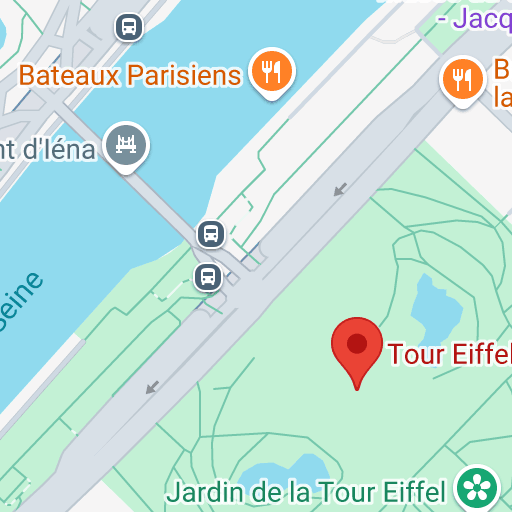 - Jacq
Bateaux Parisiens
B
la
nt d'Iéna
Seine
Tour Eiffel
Jardin de la Tour Eiffel